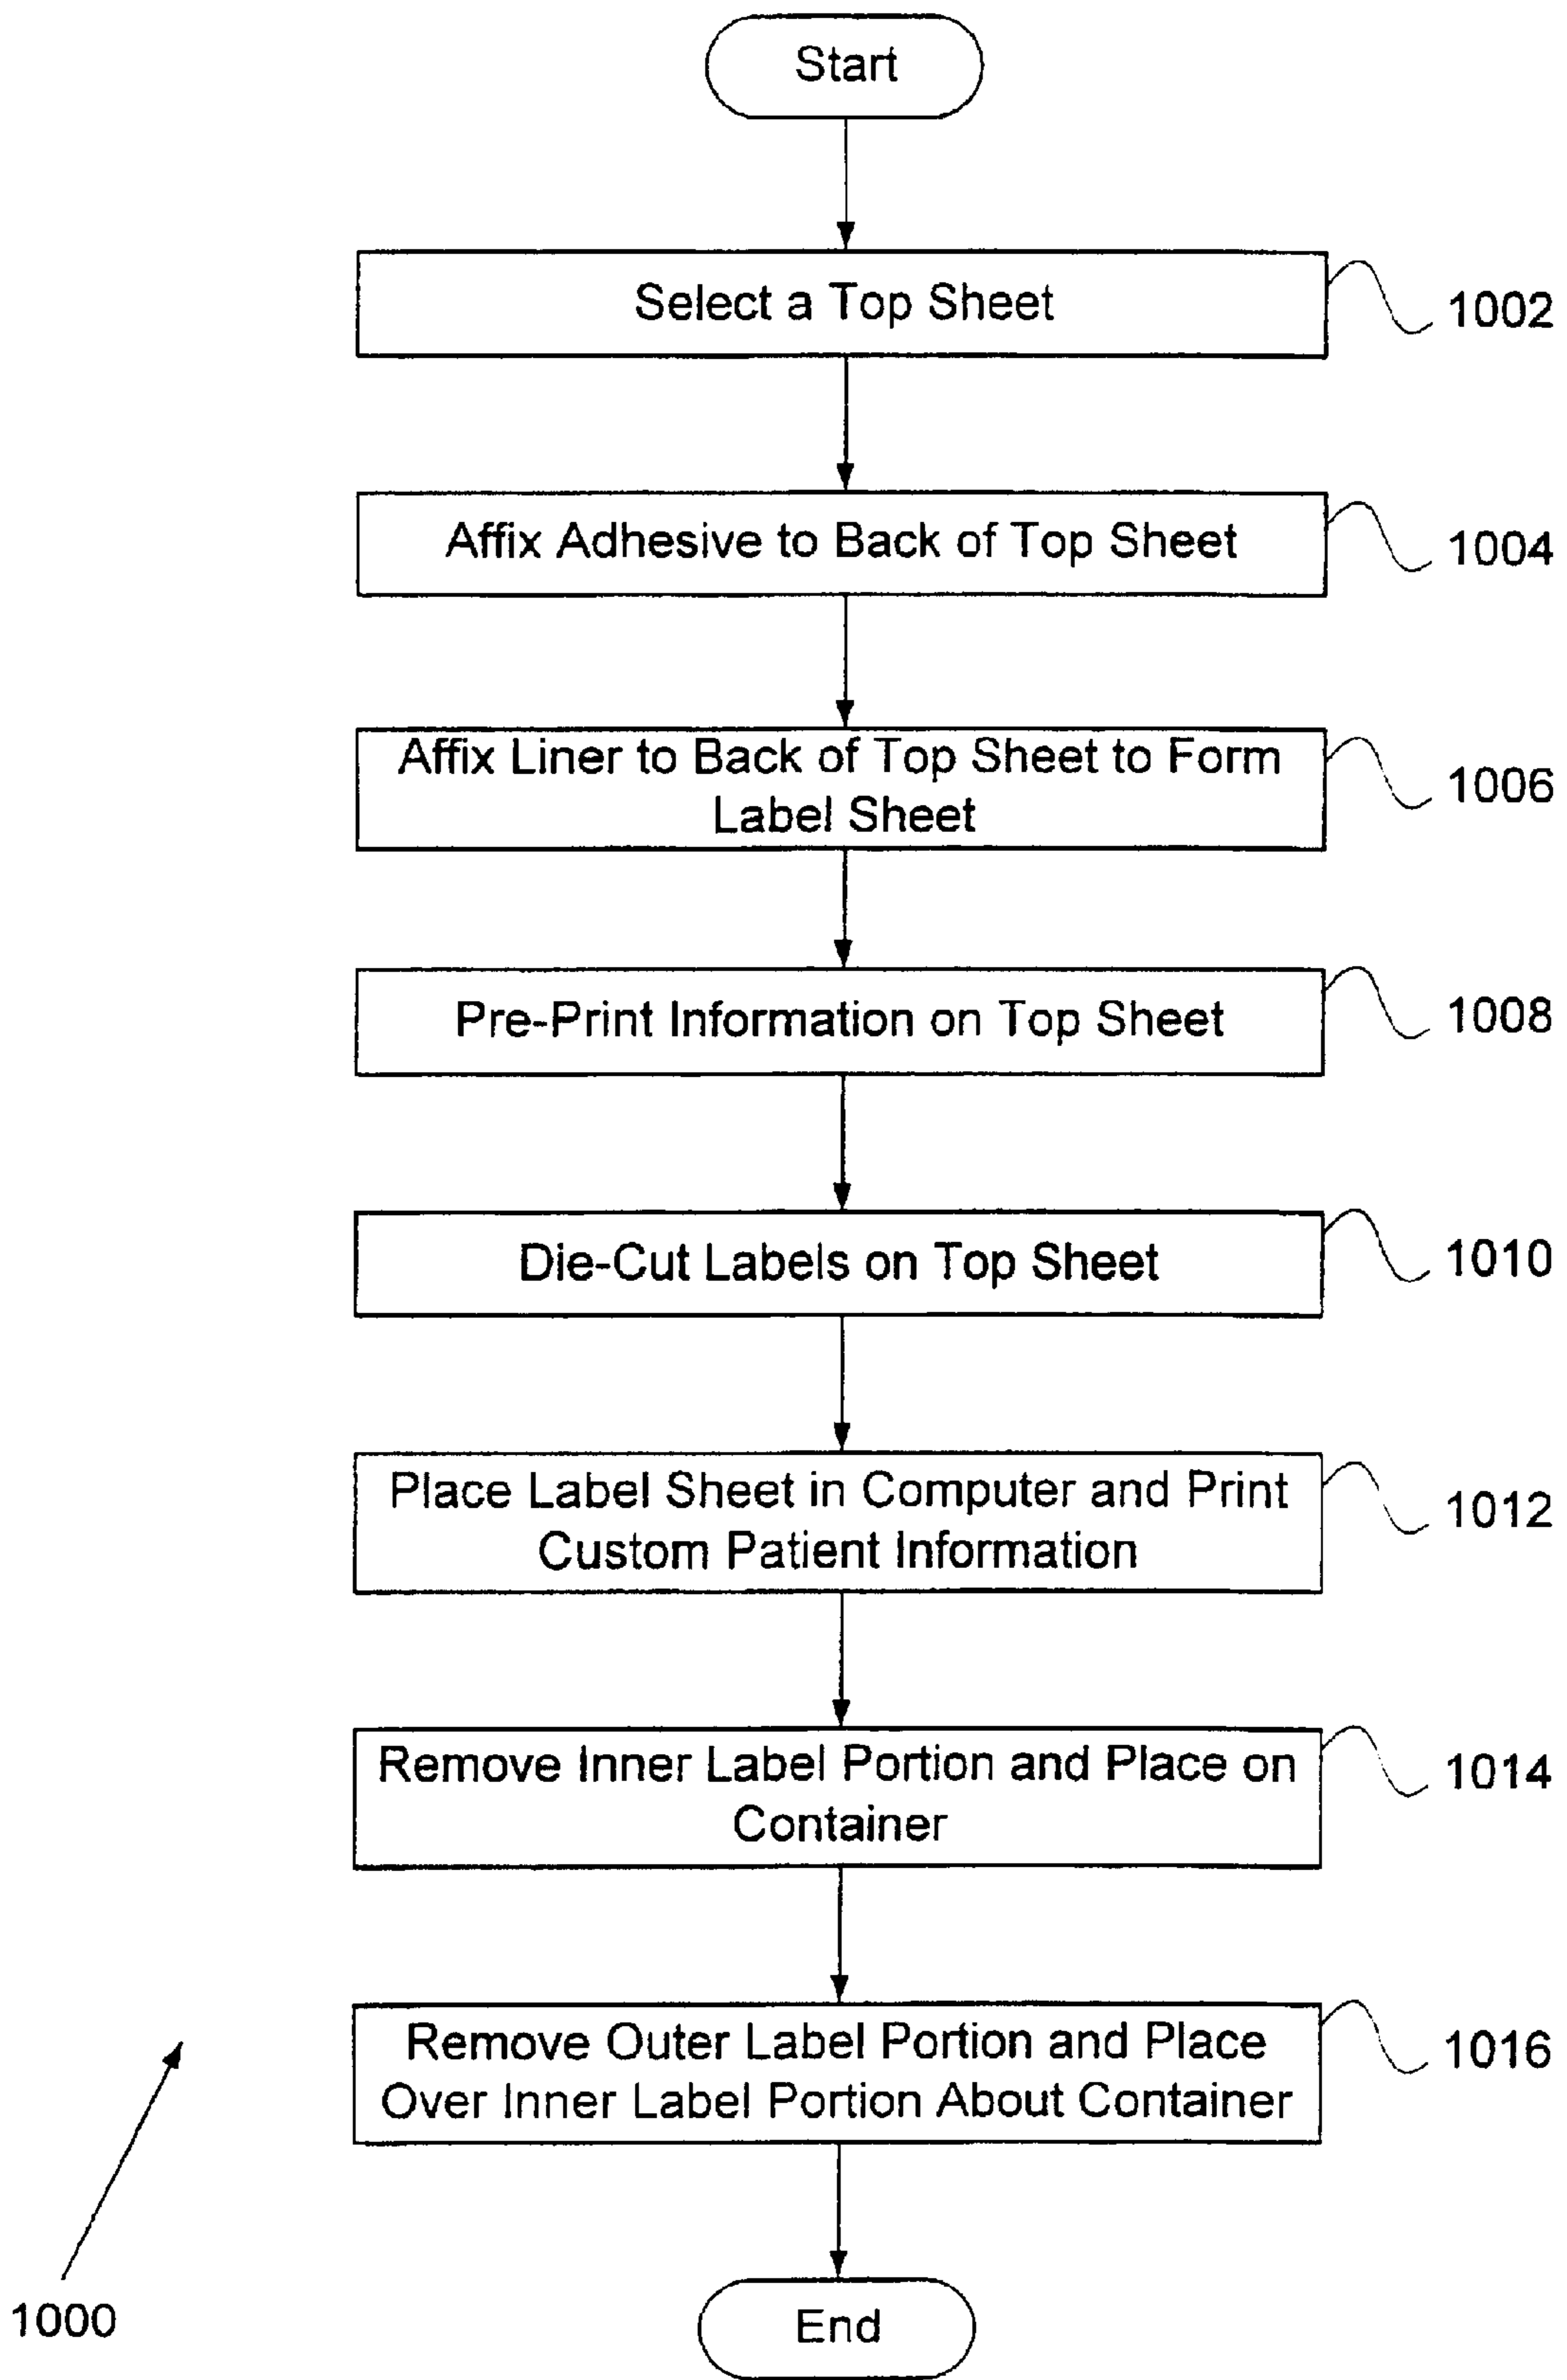 Start
Select a Top Sheet
1002
Affix Adhesive to Back of Top Sheet
1004
Affix Liner to Back of Top Sheet to Form
Label Sheet
1006
Pre-Print Information on Top Sheet
1008
Die-Cut Labels on Top Sheet
1010
Place Label Sheet in Computer and Print
Custom Patient Information
1012
Remove Inner Label Portion and Place on
Container
1014
Remove Outer Label Portion and Place
Over Inner Label Portion About Container
1016
1000
End